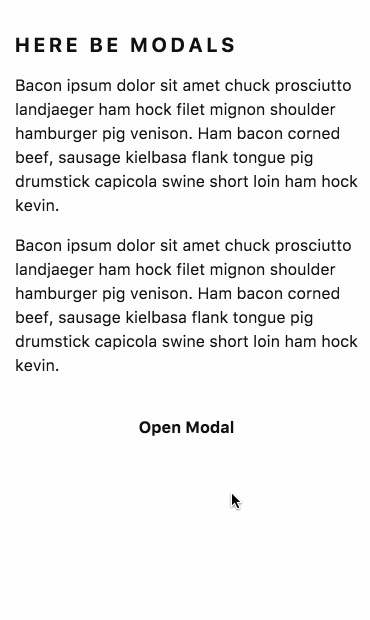 HERE BE MODALS
Bacon ipsum dolor sit amet chuck prosciutto
landjaeger ham hock filet mignon shoulder
hamburger pig venison. Ham bacon corned
beef, sausage kielbasa flank tongue pig
drumstick capicola swine short loin ham hock
kevin.
Bacon ipsum dolor sit amet chuck prosciutto
landjaeger ham hock filet mignon shoulder
hamburger pig venison. Ham bacon corned
beef, sausage kielbasa flank tongue pig
drumstick capicola swine short loin ham hock
kevin.
Open Modal